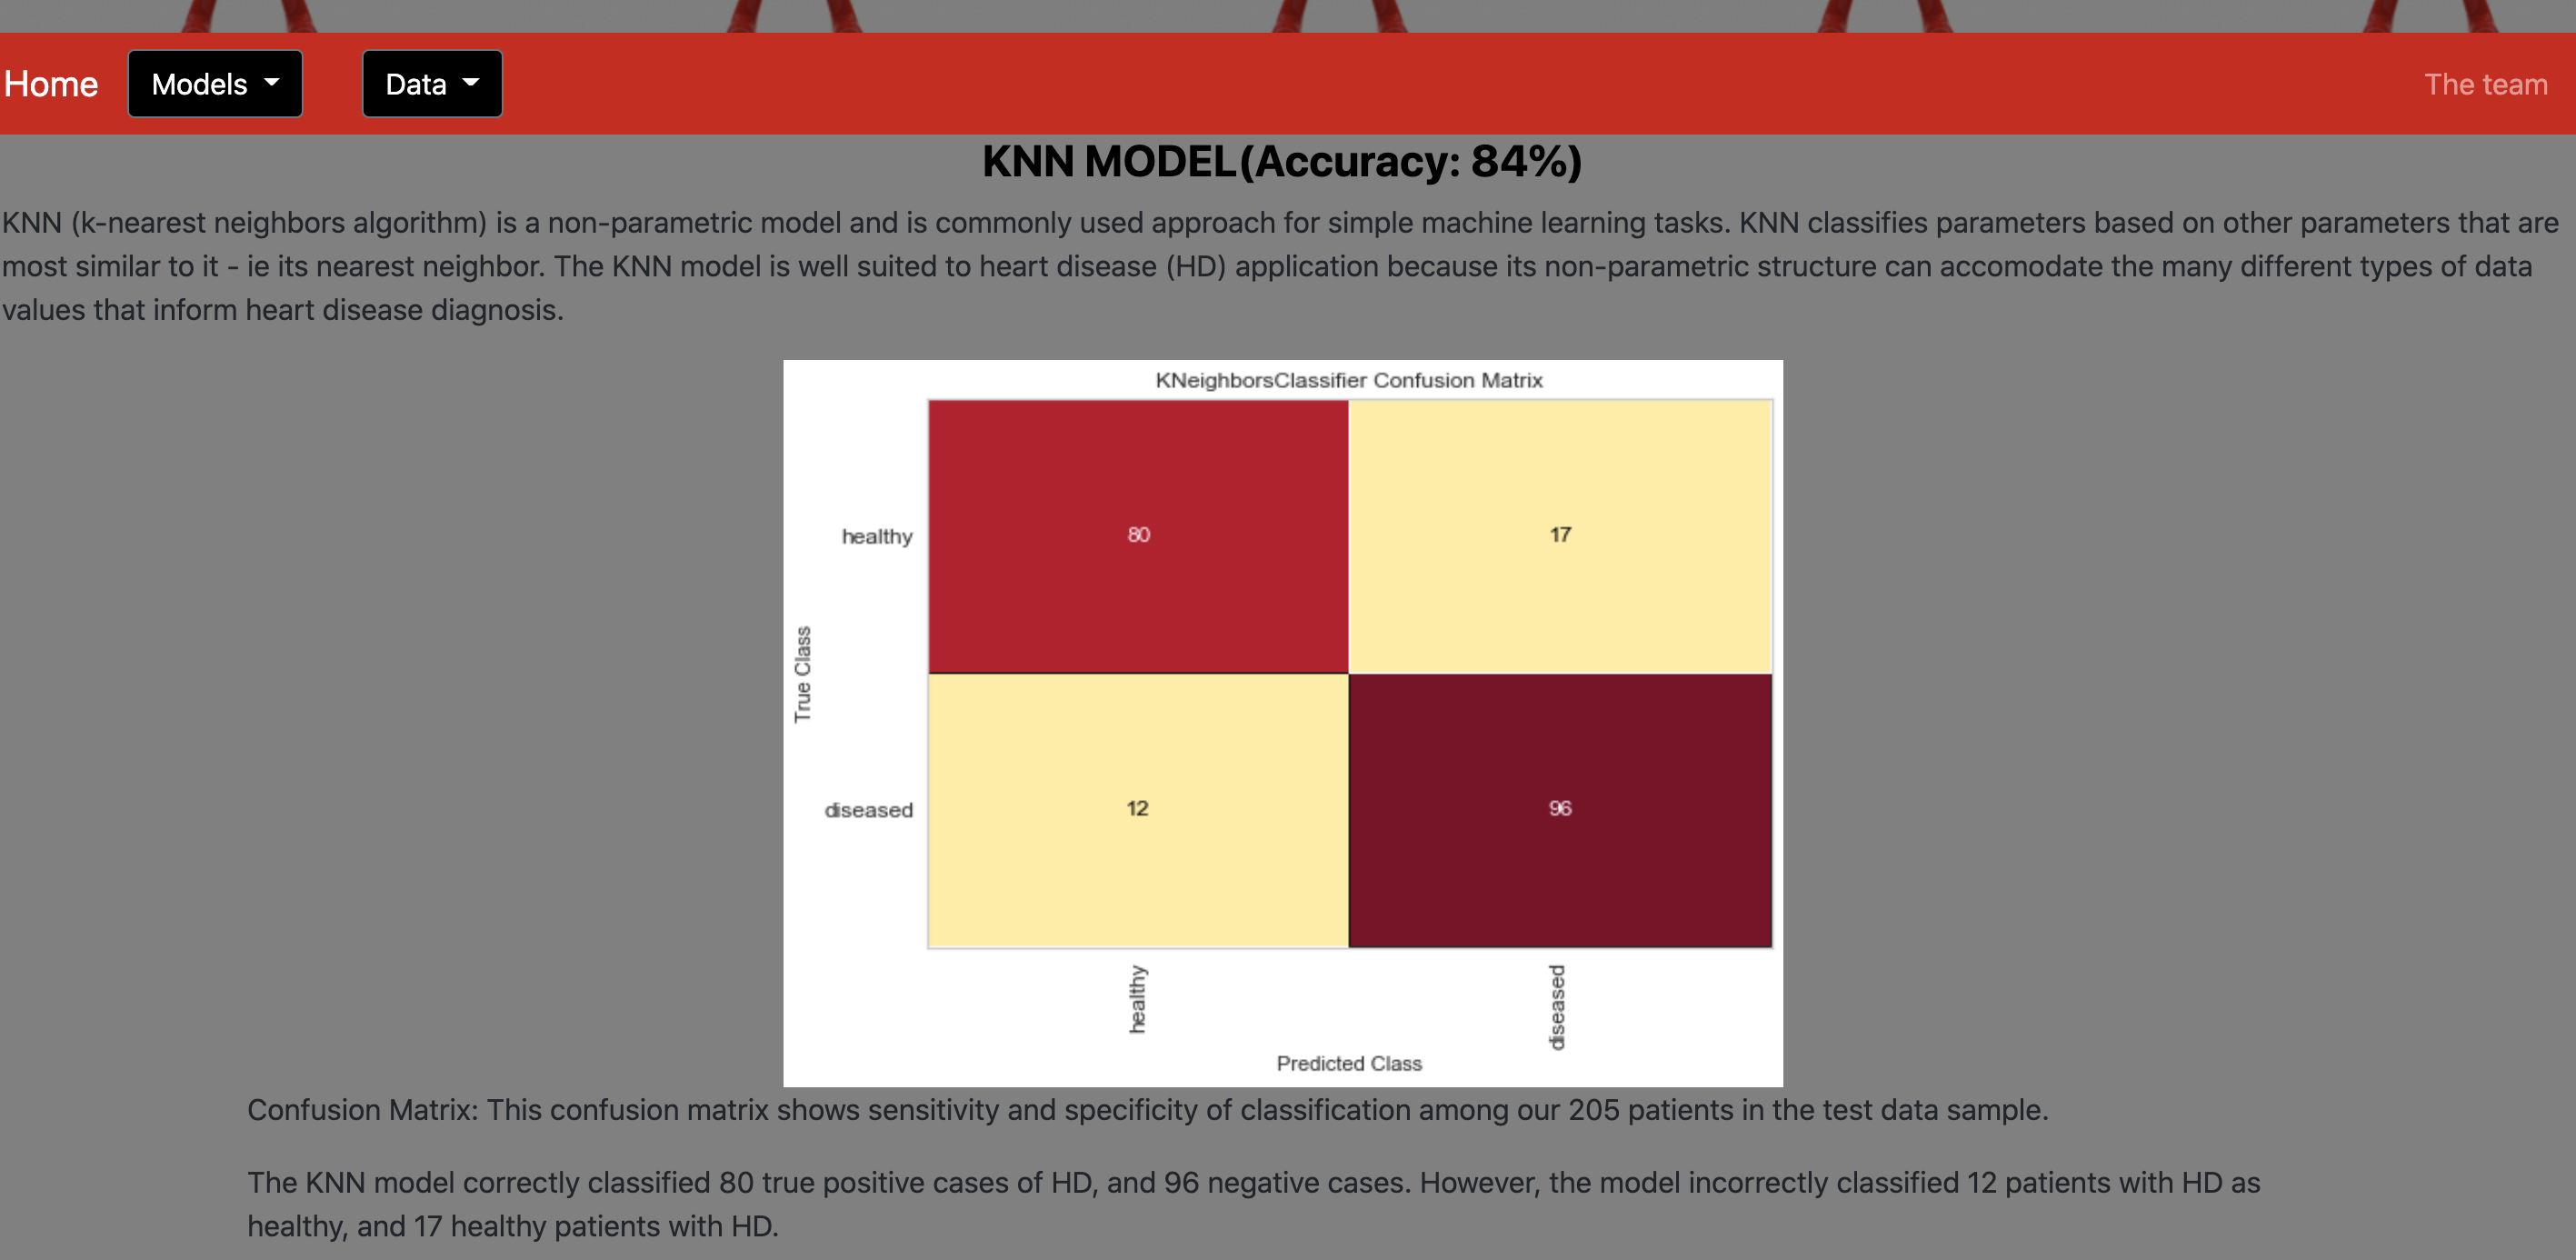 Home Models Data The team
KNN MODEL(Accuracy: 84%)
KNN (k-nearest neighbors algorithm) is a non-parametric model and is commonly used approach for simple machine learning tasks. KNN classifies parameters based on other parameters that are
most similar to it - ie its nearest neighbor. The KNN model is well suited to heart disease (HD) application because its non-parametric structure can accomodate the many different types of data
values that inform heart disease diagnosis.
KNeighborsClassifier Confusion Matrix
healthy 80 17
True Class
diseased 12 96
healthy diseased
Predicted Class
Confusion Matrix: This confusion matrix shows sensitivity and specificity of classification among our 205 patients in the test data sample.
The KNN model correctly classified 80 true positive cases of HD, and 96 negative cases. However, the model incorrectly classified 12 patients with HD as
healthy, and 17 healthy patients with HD.